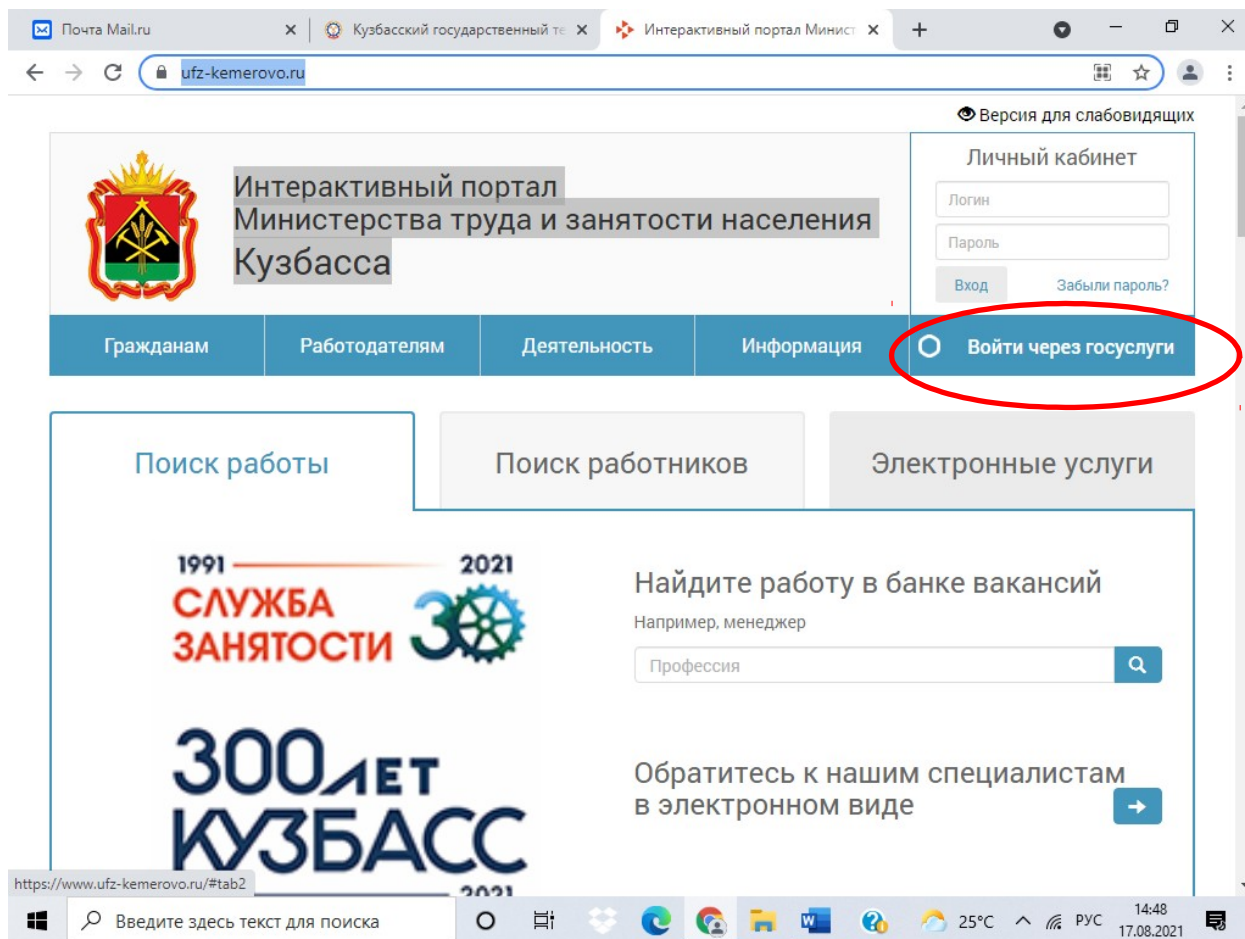 Почта Mail.ru
Кузбасский государственный те
Интерактивный портал Минист
ufz-kemerovo.ru
Версия для слабовидящих
Интерактивный портал
Министерства труда и занятости населения
Кузбасса
Личный кабинет
Логин
Пароль
Вход
Забыли пароль?
Гражданам
Работодателям
Деятельность
Информация
Войти через госуслуги
Поиск работы
Поиск работников
Электронные услуги
1991 2021
СЛУЖБА
ЗАНЯТОСТИ 30
300 ЛЕТ
КУЗБАСС
2021
Найдите работу в банке вакансий
Например, менеджер
Профессия
Обратитесь к нашим специалистам
в электронном виде
https://www.ufz-kemerovo.ru/#tab2
Введите здесь текст для поиска
25°C
РУС
14:48
17.08.2021